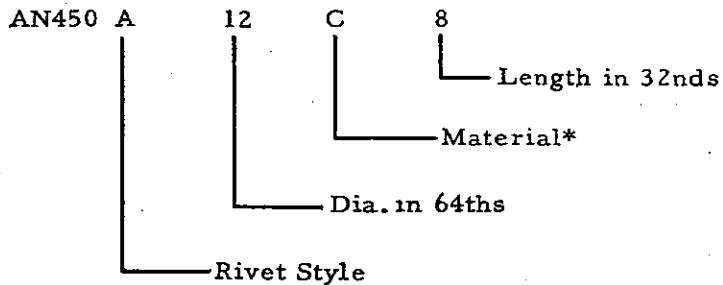 AN450 A 12 C 8
Length in 32nds
Material*
Dia. in 64ths
Rivet Style